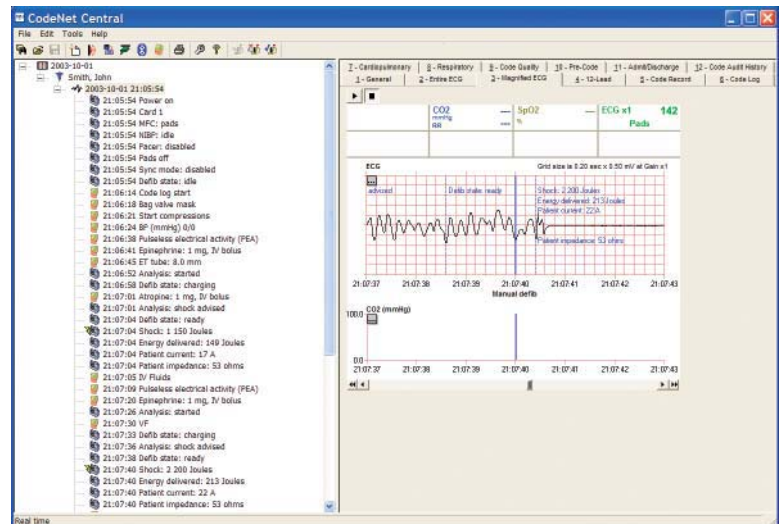 CodeNet Central
File Edit Tools Help
2003-10-01
Smith, John
2003-10-01 21:05:54
21:05:54 Power on
21:05:54 Card 1
21:05:54 MFC: pads
21:05:54 NIBP: idle
21:05:54 Pacer: disabled
21:05:54 Pads off
21:05:54 Sync mode: disabled
21:05:54 Defib state: idle
21:06:14 Code log start
21:06:18 Bag valve mask
21:06:21 Start compressions
21:06:24 BP (mmHg) 0/0
21:06:38 Pulseless electrical activity (PEA)
21:06:41 Epinephrine: 1 mg, IV bolus
21:06:45 ET tube: 8.0 mm
21:06:52 Analysis: started
21:06:58 Defib state: charging
21:07:01 Atropine: 1 mg, IV bolus
21:07:01 Analysis: shock advised
21:07:04 Defib state: ready
21:07:04 Shock: 1 150 Joules
21:07:04 Energy delivered: 149 Joules
21:07:04 Patient current: 17 A
21:07:04 Patient impedance: 53 ohms
21:07:05 IV Fluids
21:07:09 Pulseless electrical activity (PEA)
21:07:20 Epinephrine: 1 mg, IV bolus
21:07:26 Analysis: started
21:07:30 VF
21:07:33 Defib state: charging
21:07:36 Analysis: shock advised
21:07:38 Defib state: ready
21:07:40 Shock: 2 200 Joules
21:07:40 Energy delivered: 213 Joules
21:07:40 Patient current: 22 A
21:07:40 Patient impedance: 53 ohms
7 - Cardiopulmonary 8 - Respiratory 9 - Code Quality 10 - Pre-Code 11 - Admit/Discharge 12 - Code Audit History
1 - General 2 - Entire ECG 3 - Magnified ECG 4 - 12-Lead 5 - Code Record 6 - Code Log
CO2 --- SpO2 --- ECG x1 142
mmHg % Pads
RR ---
ECG Grid size is 0.20 sec x 0.50 mV at Gain x1
advised Defib state: ready Shock: 2 200 Joules
Energy delivered: 213 Joules
Patient current: 22 A
Patient impedance: 53 ohms
21:07:37 21:07:38 21:07:39 21:07:40 21:07:41 21:07:42 21:07:43
Manual defib
100.0 CO2 (mmHg)
0.0
21:07:37 21:07:38 21:07:39 21:07:40 21:07:41 21:07:42 21:07:43
Real time